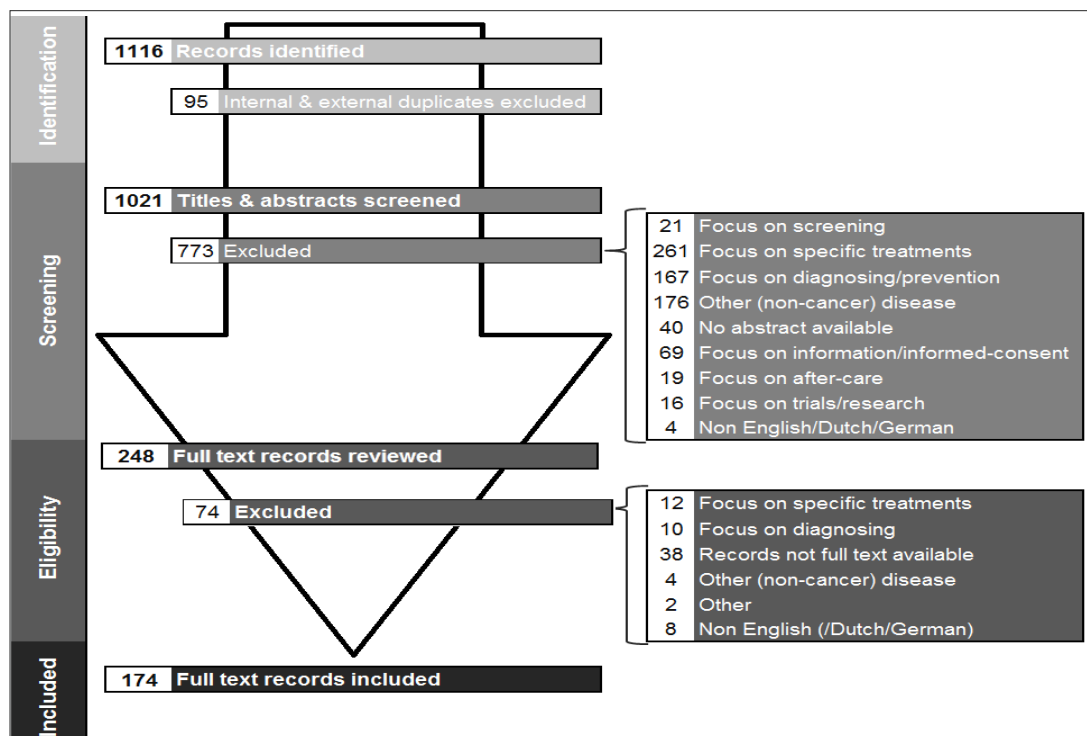 Identification
1116 Records identified
95 Internal & external duplicates excluded
Screening
1021 Titles & abstracts screened
773 Excluded
21 Focus on screening
261 Focus on specific treatments
167 Focus on diagnosing/prevention
176 Other (non-cancer) disease
40 No abstract available
69 Focus on information/informed-consent
19 Focus on after-care
16 Focus on trials/research
4 Non English/Dutch/German
Eligibility
248 Full text records reviewed
74 Excluded
12 Focus on specific treatments
10 Focus on diagnosing
38 Records not full text available
4 Other (non-cancer) disease
2 Other
8 Non English (/Dutch/German)
Included
174 Full text records included